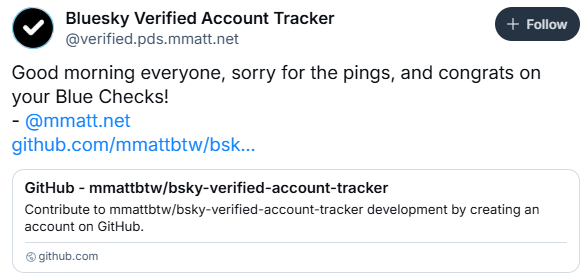 Bluesky Verified Account Tracker
@verified.pds.mmatt.net
+ Follow
Good morning everyone, sorry for the pings, and congrats on
your Blue Checks!
- @mmatt.net
github.com/mmattbtw/bsk...
GitHub - mmattbtw/bsky-verified-account-tracker
Contribute to mmattbtw/bsky-verified-account-tracker development by creating an
account on GitHub.
github.com